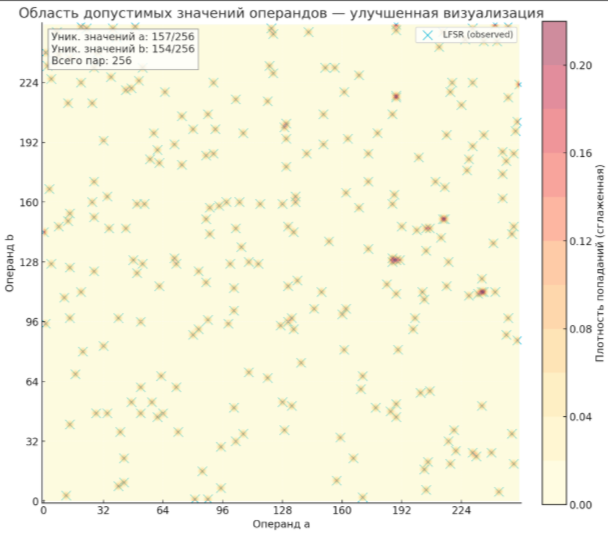 Область допустимых значений операндов — улучшенная визуализация
Уник. значений a: 157/256
Уник. значений b: 154/256
Всего пар: 256
LFSR (observed)
224
192
160
128
96
64
32
0
Операнд b
0 32 64 96 128 160 192 224
Операнд a
0.20
0.16
0.12
0.08
0.04
0.00
Плотность попаданий (сглаженная)